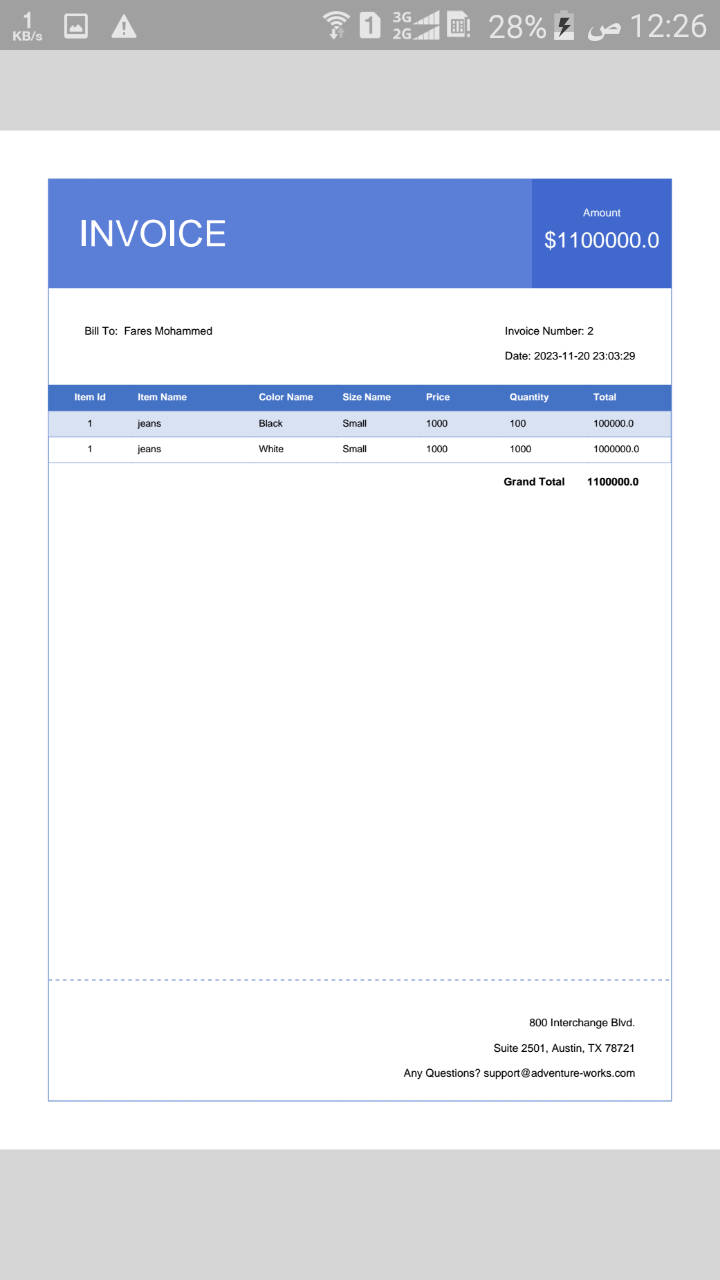 1
KB/s
1
3G
2G
28%
ص 12:26
INVOICE
Amount
$1100000.0
Bill To: Fares Mohammed
Invoice Number: 2
Date: 2023-11-20 23:03:29
Item Id Item Name Color Name Size Name Price Quantity Total
1 jeans Black Small 1000 100 100000.0
1 jeans White Small 1000 1000 1000000.0
Grand Total 1100000.0
800 Interchange Blvd.
Suite 2501, Austin, TX 78721
Any Questions? support@adventure-works.com